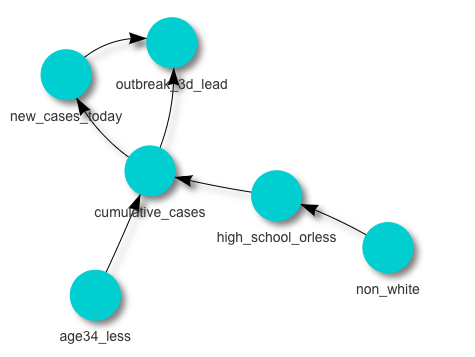 outbreak_3d_lead
new_cases_today
cumulative_cases
high_school_orless
non_white
age34_less